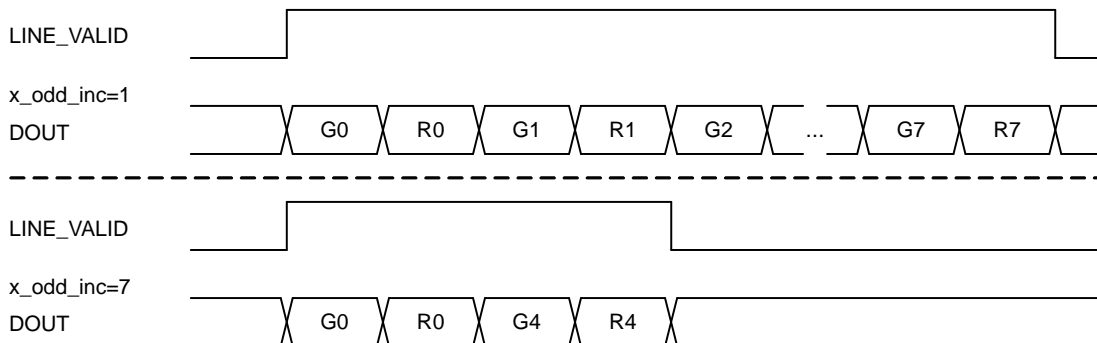 LINE_VALID
x_odd_inc=1
DOUT G0 R0 G1 R1 G2 ... G7 R7
LINE_VALID
x_odd_inc=7
DOUT G0 R0 G4 R4